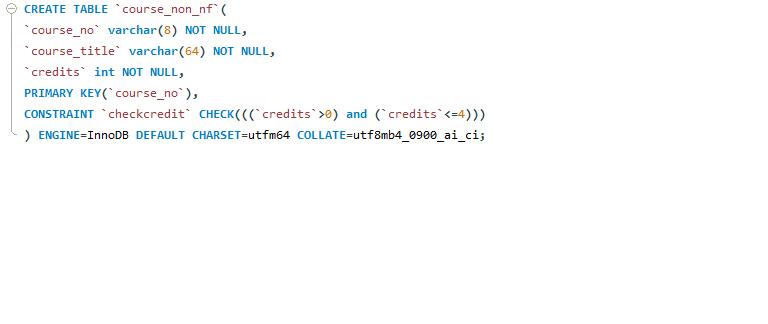 CREATE TABLE `course_non_nf`(
`course_no` varchar(8) NOT NULL,
`course_title` varchar(64) NOT NULL,
`credits` int NOT NULL,
PRIMARY KEY(`course_no`),
CONSTRAINT `checkcredit` CHECK(((`credits`>0) and (`credits`<=4)))
) ENGINE=InnoDB DEFAULT CHARSET=utfm64 COLLATE=utf8mb4_0900_ai_ci;